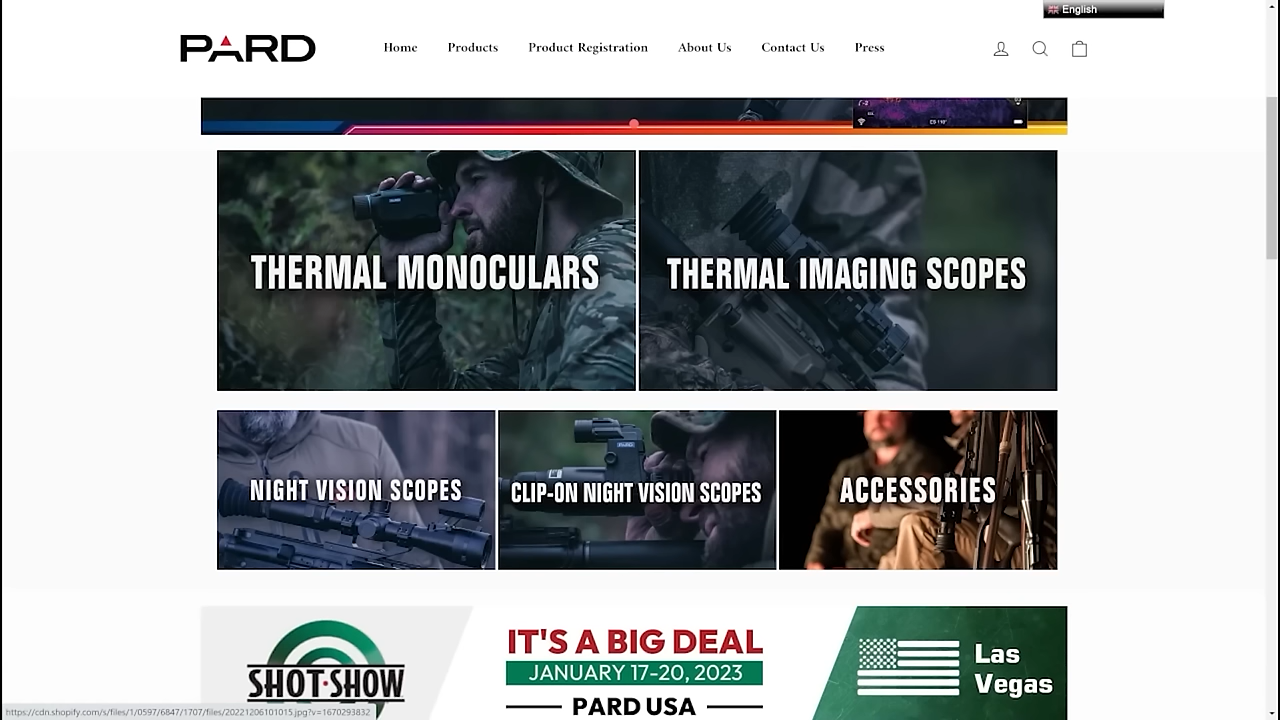 English
PARD
Home Products Product Registration About Us Contact Us Press
THERMAL MONOCULARS
THERMAL IMAGING SCOPES
NIGHT VISION SCOPES
CLIP-ON NIGHT VISION SCOPES
ACCESSORIES
SHOT·SHOW
IT'S A BIG DEAL
JANUARY 17-20, 2023
PARD USA
Las
Vegas
https://cdn.shopify.com/s/files/1/0597/6847/1707/files/20221206101015.jpg?v=1670293832